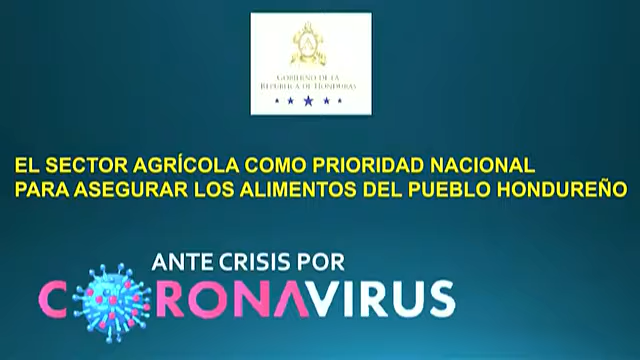 GOBIERNO DE LA
REPÚBLICA DE HONDURAS
EL SECTOR AGRÍCOLA COMO PRIORIDAD NACIONAL
PARA ASEGURAR LOS ALIMENTOS DEL PUEBLO HONDUREÑO
ANTE CRISIS POR
CORONAVIRUS